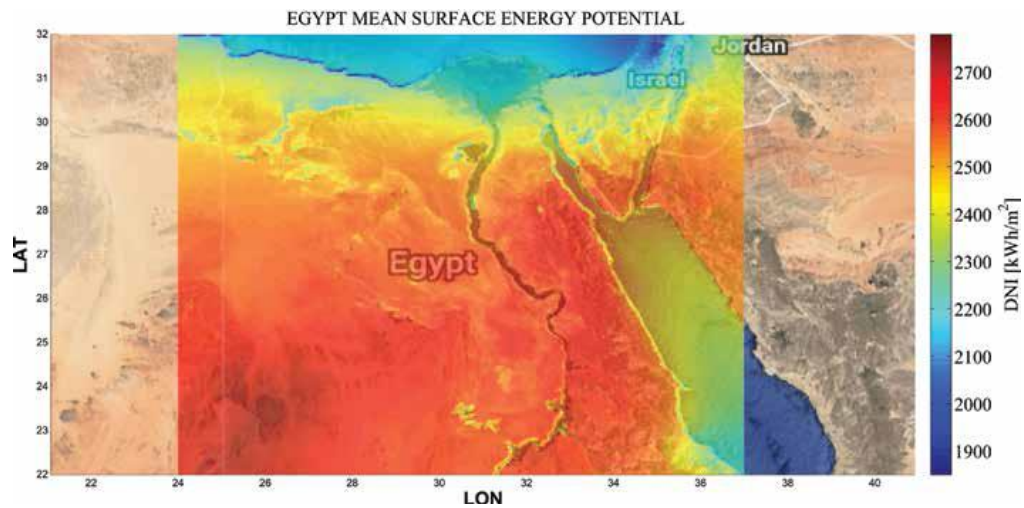 EGYPT MEAN SURFACE ENERGY POTENTIAL
32
31
30
29
28
27
26
25
24
23
22
LAT
Jordan
Israel
Egypt
22 24 26 28 30 32 34 36 38 40
LON
2700
2600
2500
2400
2300
2200
2100
2000
1900
DNI [kWh/m²]